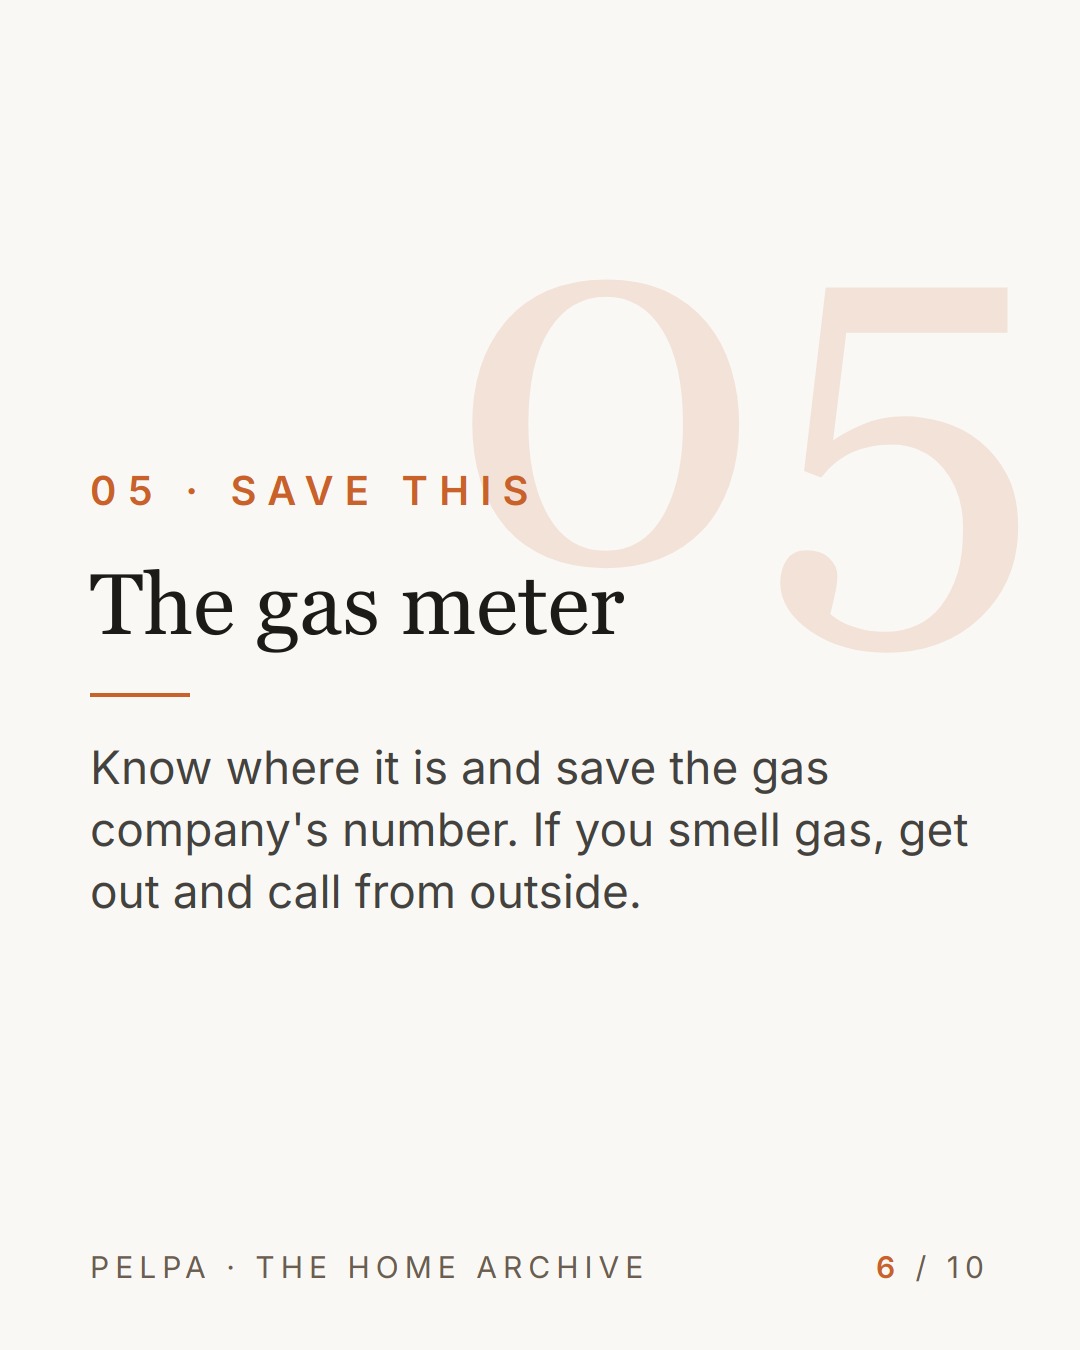 05
05 · SAVE THIS
The gas meter
Know where it is and save the gas
company's number. If you smell gas, get
out and call from outside.
PELPA · THE HOME ARCHIVE
6 / 10